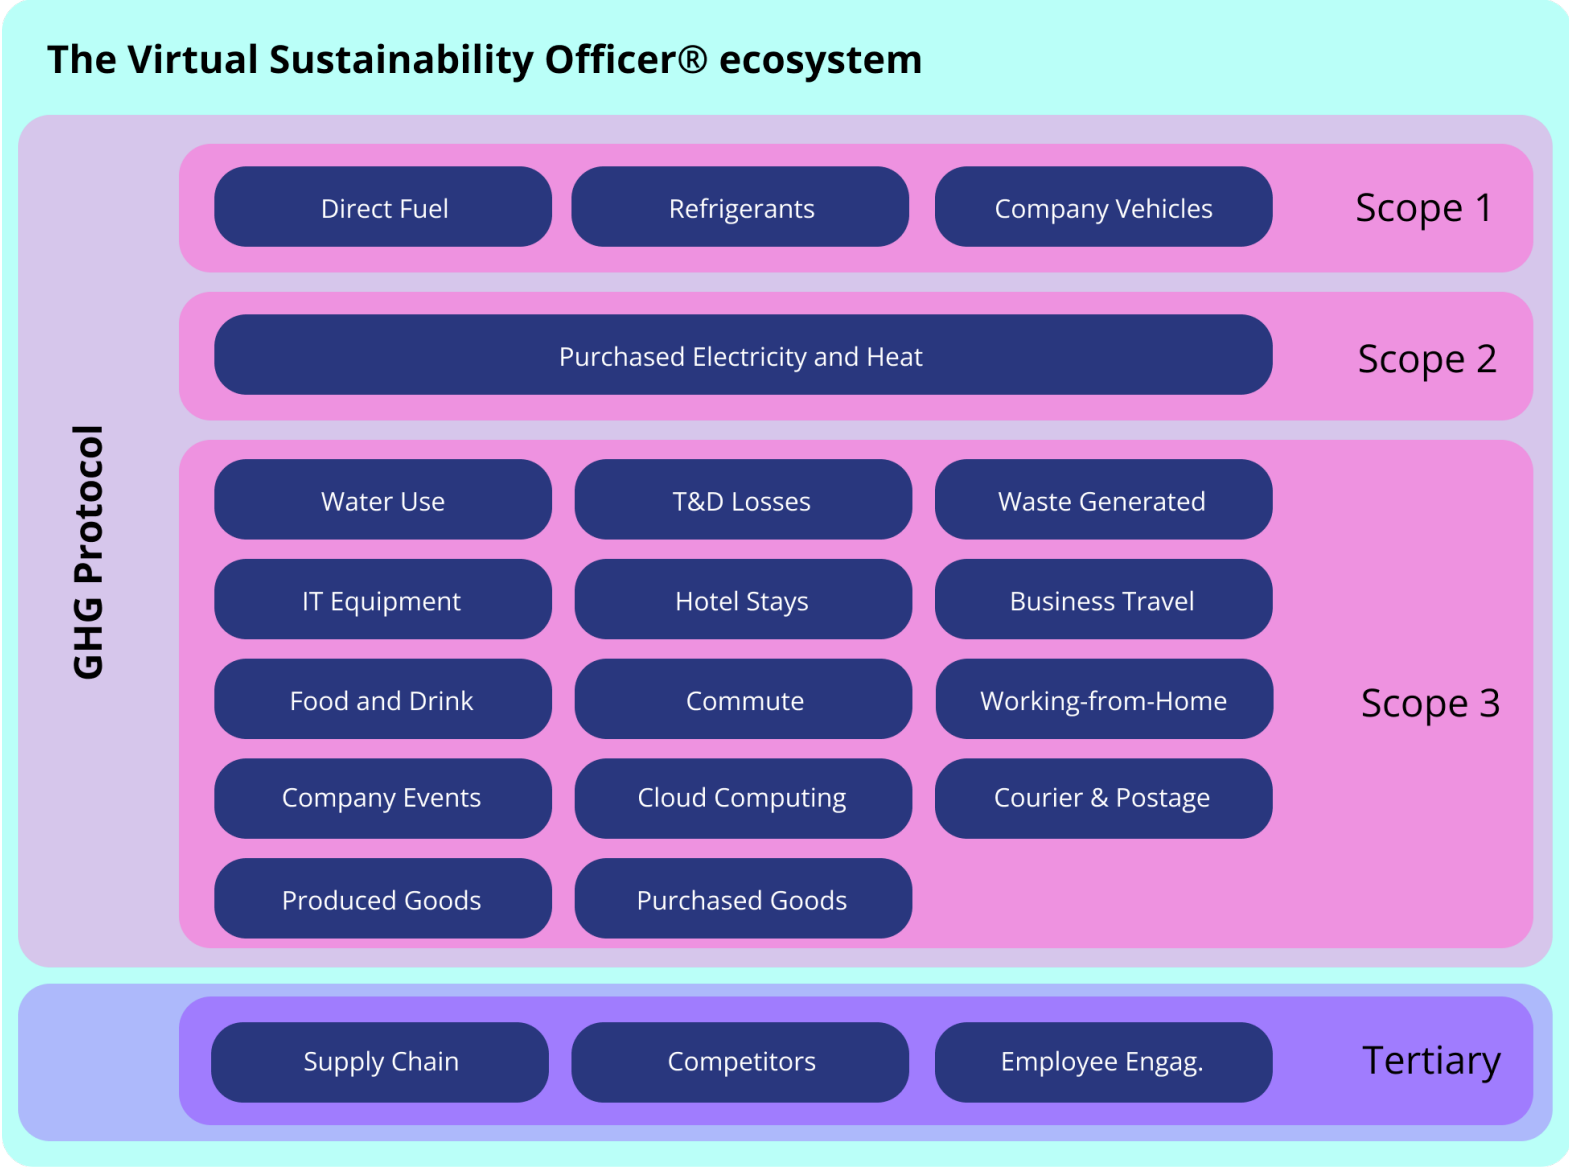 The Virtual Sustainability Officer® ecosystem
Direct Fuel
Refrigerants
Company Vehicles
Scope 1
Purchased Electricity and Heat
Scope 2
GHG Protocol
Water Use
T&D Losses
Waste Generated
IT Equipment
Hotel Stays
Business Travel
Food and Drink
Commute
Working-from-Home
Scope 3
Company Events
Cloud Computing
Courier & Postage
Produced Goods
Purchased Goods
Supply Chain
Competitors
Employee Engag.
Tertiary